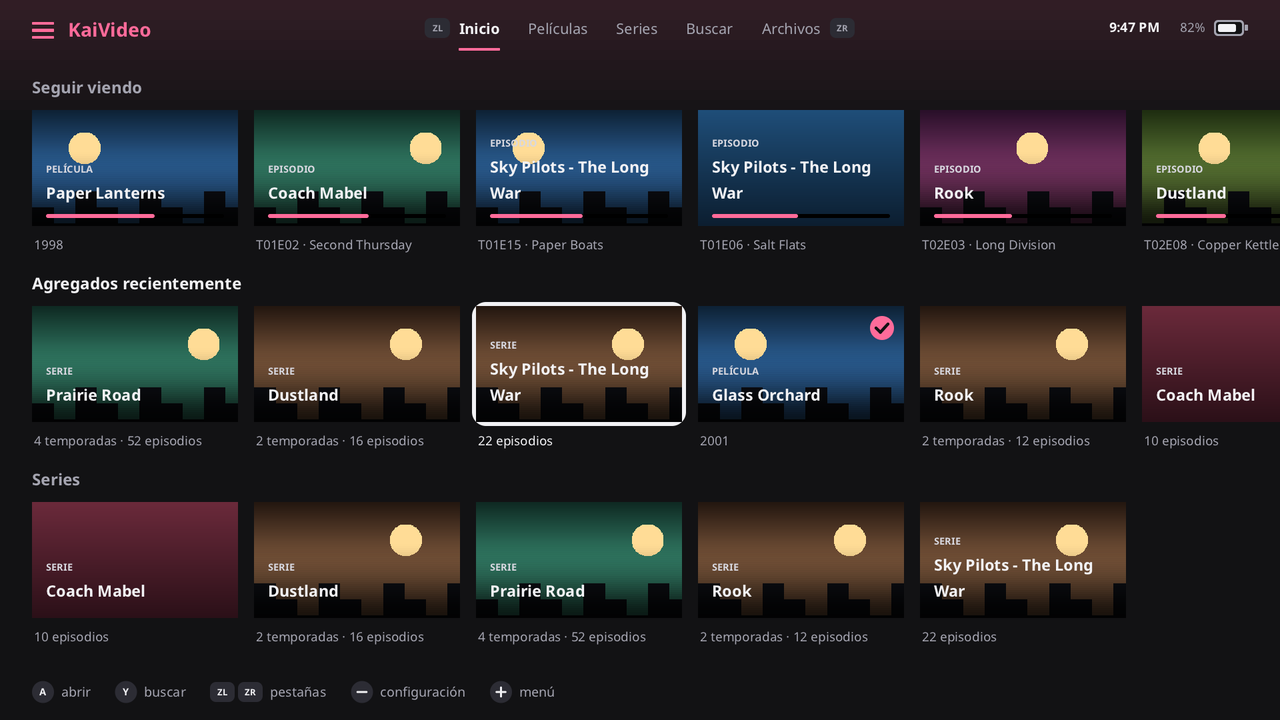 KaiVideo
ZL Inicio Películas Series Buscar Archivos ZR
9:47 PM 82%
Seguir viendo
PELÍCULA
Paper Lanterns
1998
EPISODIO
Coach Mabel
T01E02 · Second Thursday
EPISODIO
Sky Pilots - The Long
War
T01E15 · Paper Boats
EPISODIO
Sky Pilots - The Long
War
T01E06 · Salt Flats
EPISODIO
Rook
T02E03 · Long Division
EPISODIO
Dustland
T02E08 · Copper Kettle
Agregados recientemente
SERIE
Prairie Road
4 temporadas · 52 episodios
SERIE
Dustland
2 temporadas · 16 episodios
SERIE
Sky Pilots - The Long
War
22 episodios
PELÍCULA
Glass Orchard
2001
SERIE
Rook
2 temporadas · 12 episodios
SERIE
Coach Mabel
10 episodios
Series
SERIE
Coach Mabel
10 episodios
SERIE
Dustland
2 temporadas · 16 episodios
SERIE
Prairie Road
4 temporadas · 52 episodios
SERIE
Rook
2 temporadas · 12 episodios
SERIE
Sky Pilots - The Long
War
22 episodios
A abrir Y buscar ZL ZR pestañas configuración menú